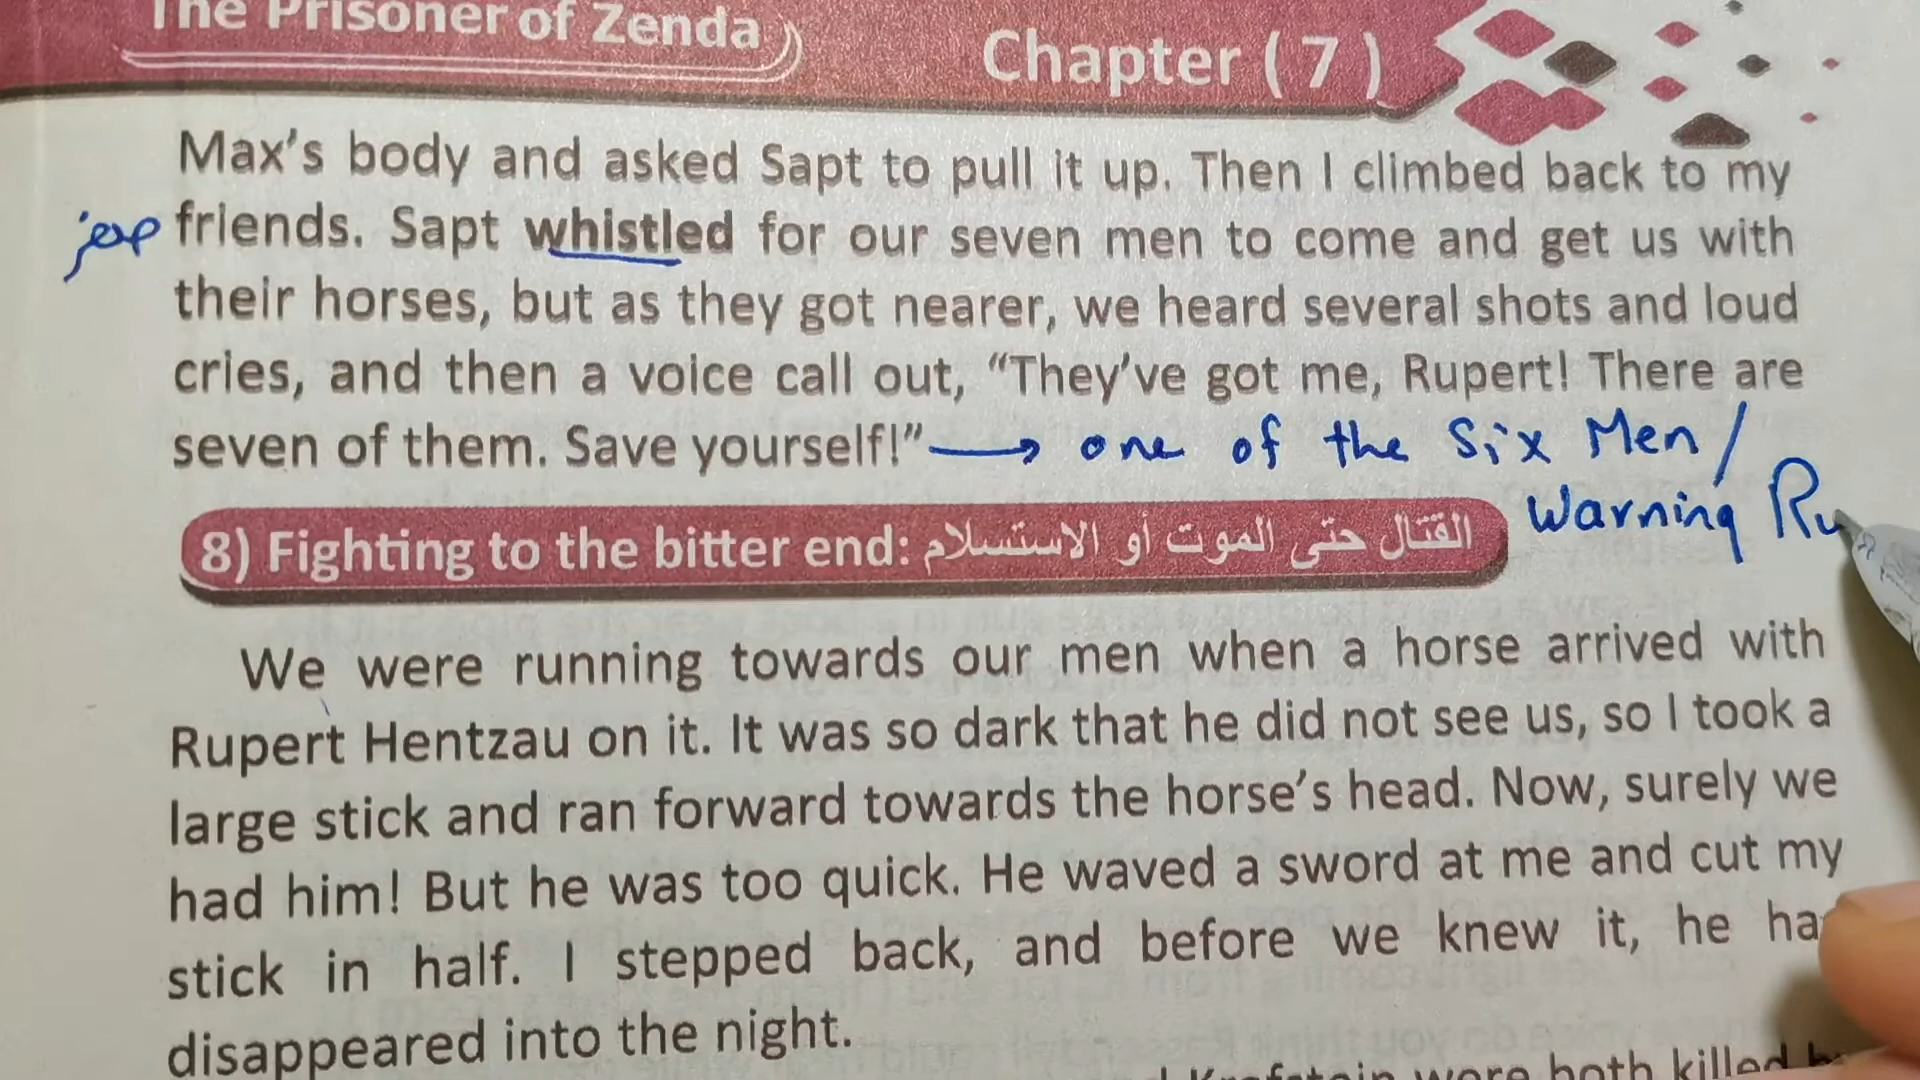 The Prisoner of Zenda
Chapter ( 7 )
Max's body and asked Sapt to pull it up. Then I climbed back to my
صفر friends. Sapt whistled for our seven men to come and get us with
their horses, but as they got nearer, we heard several shots and loud
cries, and then a voice call out, "They've got me, Rupert! There are
seven of them. Save yourself!" → one of the Six Men /
Warning Ru
8) Fighting to the bitter end: القتال حتى الموت أو الاستسلام
We were running towards our men when a horse arrived with
Rupert Hentzau on it. It was so dark that he did not see us, so I took a
large stick and ran forward towards the horse's head. Now, surely we
had him! But he was too quick. He waved a sword at me and cut my
stick in half. I stepped back, and before we knew it, he ha
disappeared into the night.
were both killed